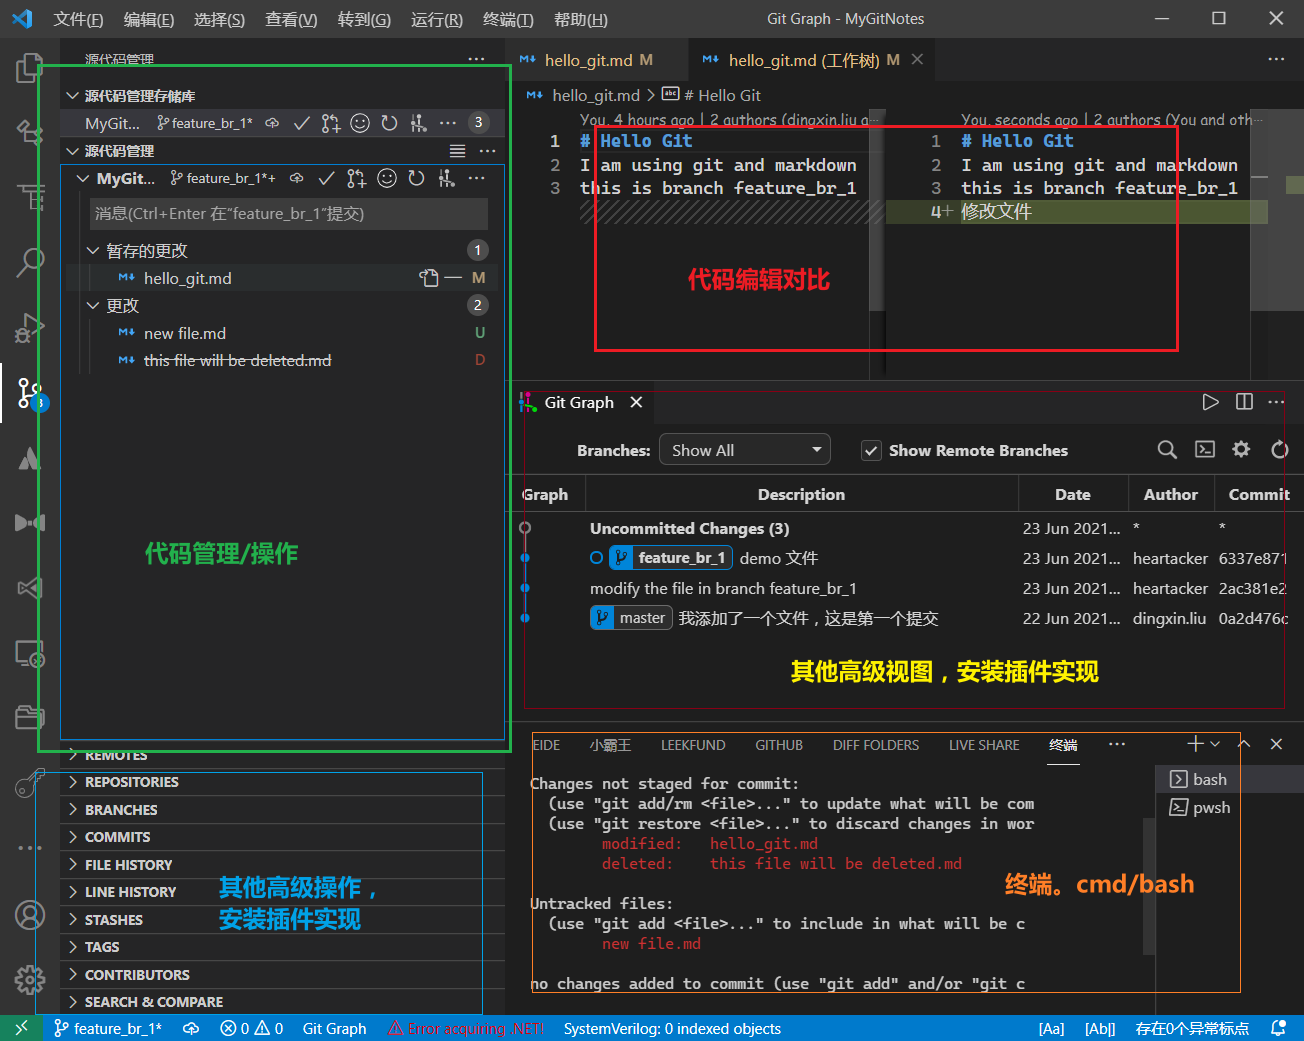 文件(F) 编辑(E) 选择(S) 查看(V) 转到(G) 运行(R) 终端(T) 帮助(H) Git Graph - MyGitNotes
源代码管理 ···
源代码管理存储库
MyGit... feature_br_1* ··· 3
源代码管理 ···
MyGit... feature_br_1*+ ···
消息(Ctrl+Enter 在“feature_br_1”提交)
暂存的更改 1
hello_git.md M
更改 2
new file.md U
this file will be deleted.md D
代码管理/操作
3
REMOTES
REPOSITORIES
BRANCHES
COMMITS
FILE HISTORY
LINE HISTORY
STASHES
TAGS
CONTRIBUTORS
SEARCH & COMPARE
其他高级操作，
安装插件实现
hello_git.md M hello_git.md (工作树) M ···
hello_git.md > abc # Hello Git
You, 4 hours ago | 2 authors (dingxin.liu a···
1 # Hello Git
2 I am using git and markdown
3 this is branch feature_br_1
You, seconds ago | 2 authors (You and oth···
1 # Hello Git
2 I am using git and markdown
3 this is branch feature_br_1
4+ 修改文件
代码编辑对比
Git Graph ···
Branches: Show All Show Remote Branches
Graph Description Date Author Commit
Uncommitted Changes (3) 23 Jun 2021... * *
feature_br_1 demo 文件 23 Jun 2021... heartacker 6337e871
modify the file in branch feature_br_1 23 Jun 2021... heartacker 2ac381e2
master 我添加了一个文件，这是第一个提交 22 Jun 2021... dingxin.liu 0a2d476c
其他高级视图，安装插件实现
EIDE 小霸王 LEEKFUND GITHUB DIFF FOLDERS LIVE SHARE 终端 ···
Changes not staged for commit:
(use "git add/rm <file>..." to update what will be com
(use "git restore <file>..." to discard changes in wor
modified: hello_git.md
deleted: this file will be deleted.md
Untracked files:
(use "git add <file>..." to include in what will be c
new file.md
no changes added to commit (use "git add" and/or "git c
bash
pwsh
终端。cmd/bash
feature_br_1* 0 0 Git Graph Error acquiring .NET! SystemVerilog: 0 indexed objects [Aa] [Ab|] 存在0个异常标点